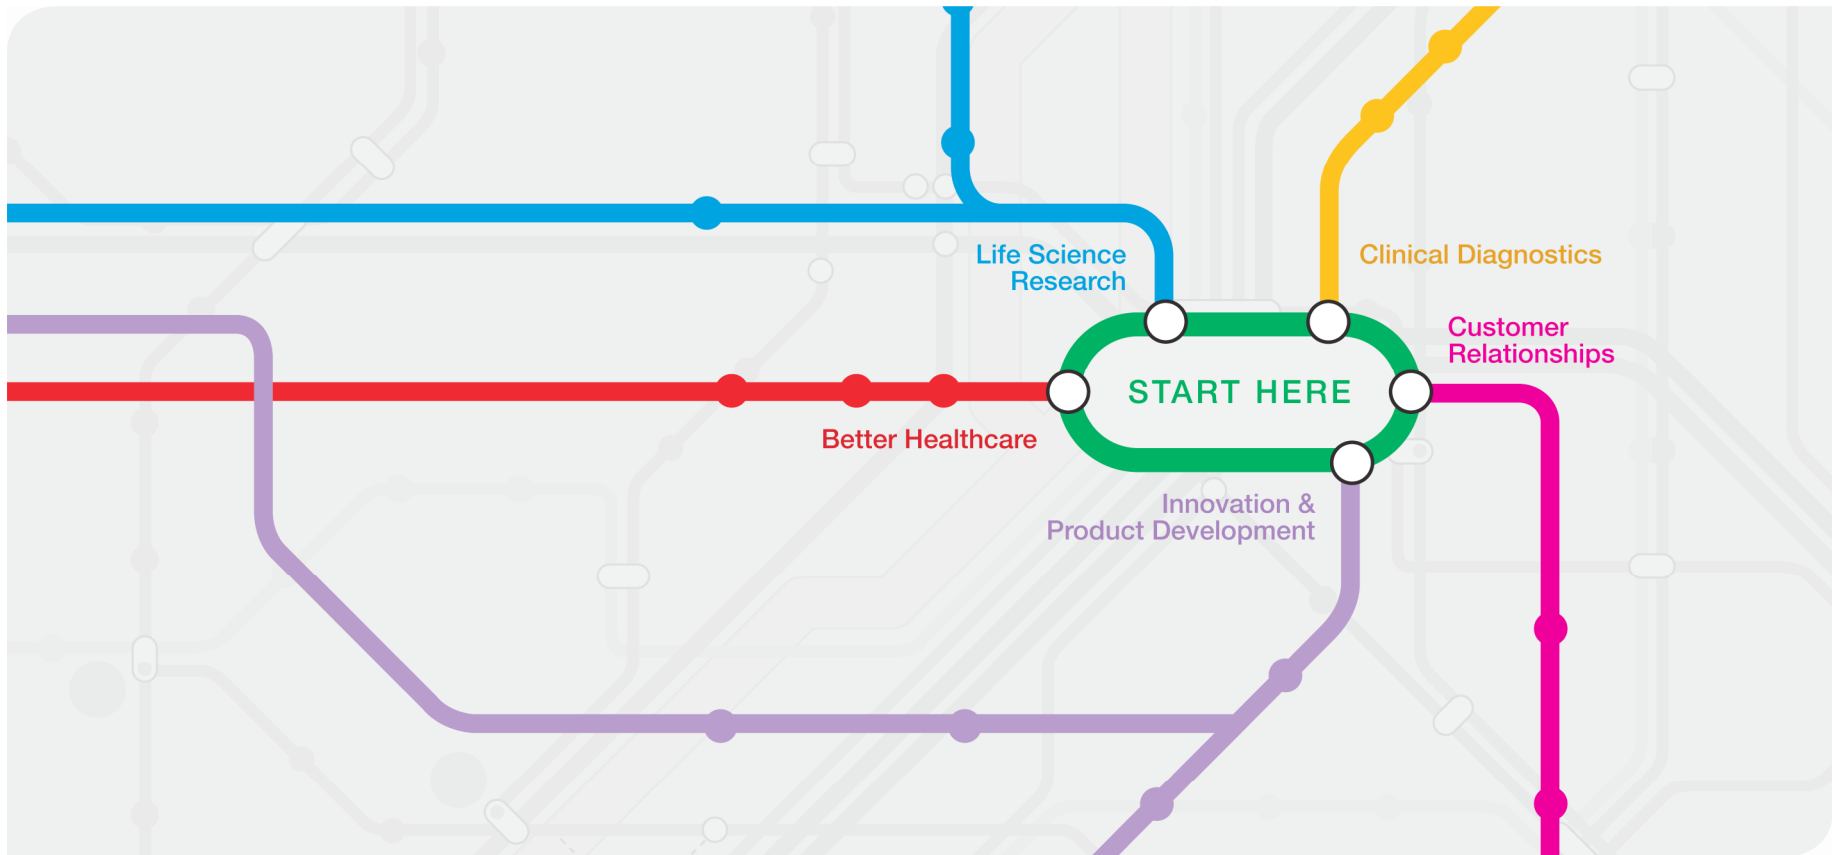 Life Science
Research
Clinical Diagnostics
Customer
Relationships
START HERE
Better Healthcare
Innovation &
Product Development